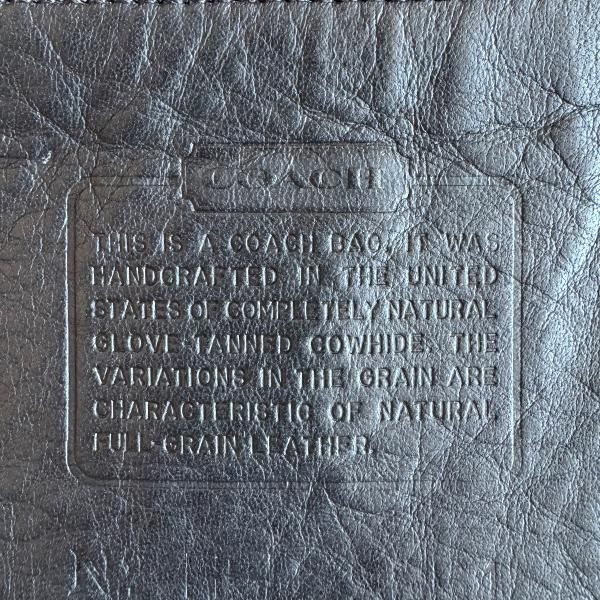 COACH
THIS IS A COACH BAG. IT WAS
HANDCRAFTED IN THE UNITED
STATES OF COMPLETELY NATURAL
GLOVE-TANNED COWHIDE. THE
VARIATIONS IN THE GRAIN ARE
CHARACTERISTIC OF NATURAL
FULL-GRAIN LEATHER.